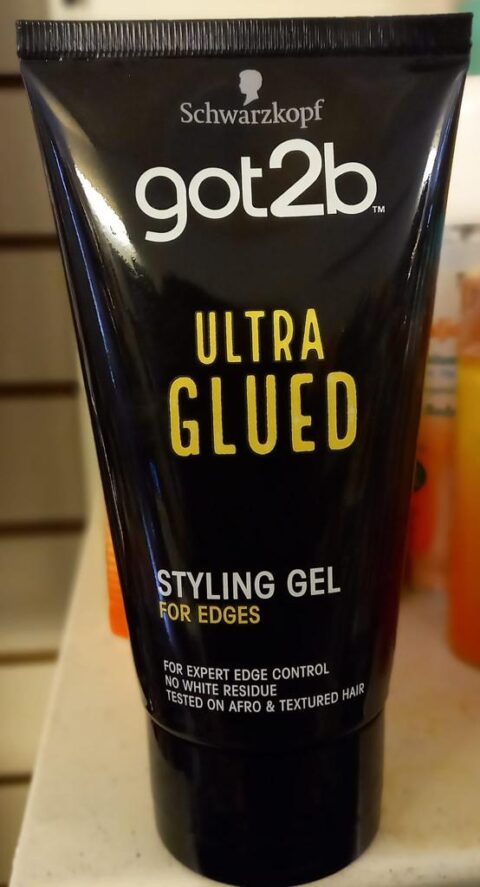 Schwarzkopf
got2b™
ULTRA
GLUED
STYLING GEL
FOR EDGES
FOR EXPERT EDGE CONTROL
NO WHITE RESIDUE
TESTED ON AFRO & TEXTURED HAIR